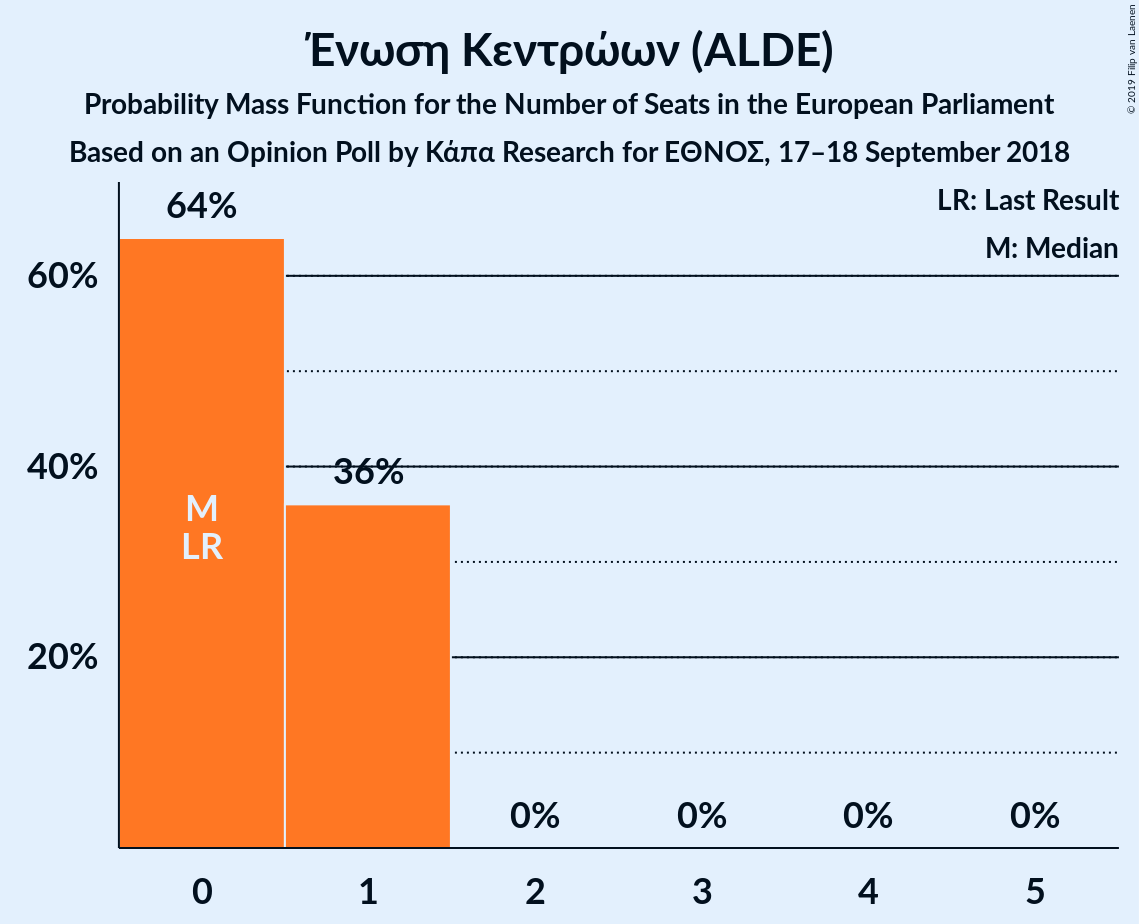 Ένωση Κεντρώων (ALDE)
Probability Mass Function for the Number of Seats in the European Parliament
Based on an Opinion Poll by Κάπα Research for ΕΘΝΟΣ, 17–18 September 2018
© 2019 Filip van Laenen
LR: Last Result
M: Median
64%
60%
36%
40%
M
LR
20%
0% 0% 0% 0%
0 1 2 3 4 5